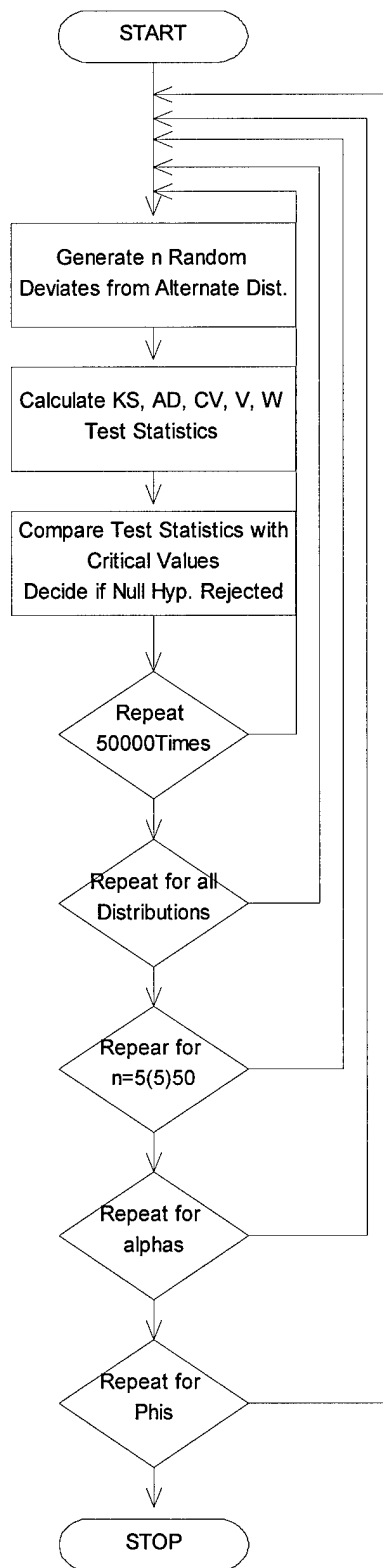 START
Generate n Random
Deviates from Alternate Dist.
Calculate KS, AD, CV, V, W
Test Statistics
Compare Test Statistics with
Critical Values
Decide if Null Hyp. Rejected
Repeat
50000Times
Repeat for all
Distributions
Repear for
n=5(5)50
Repeat for
alphas
Repeat for
Phis
STOP